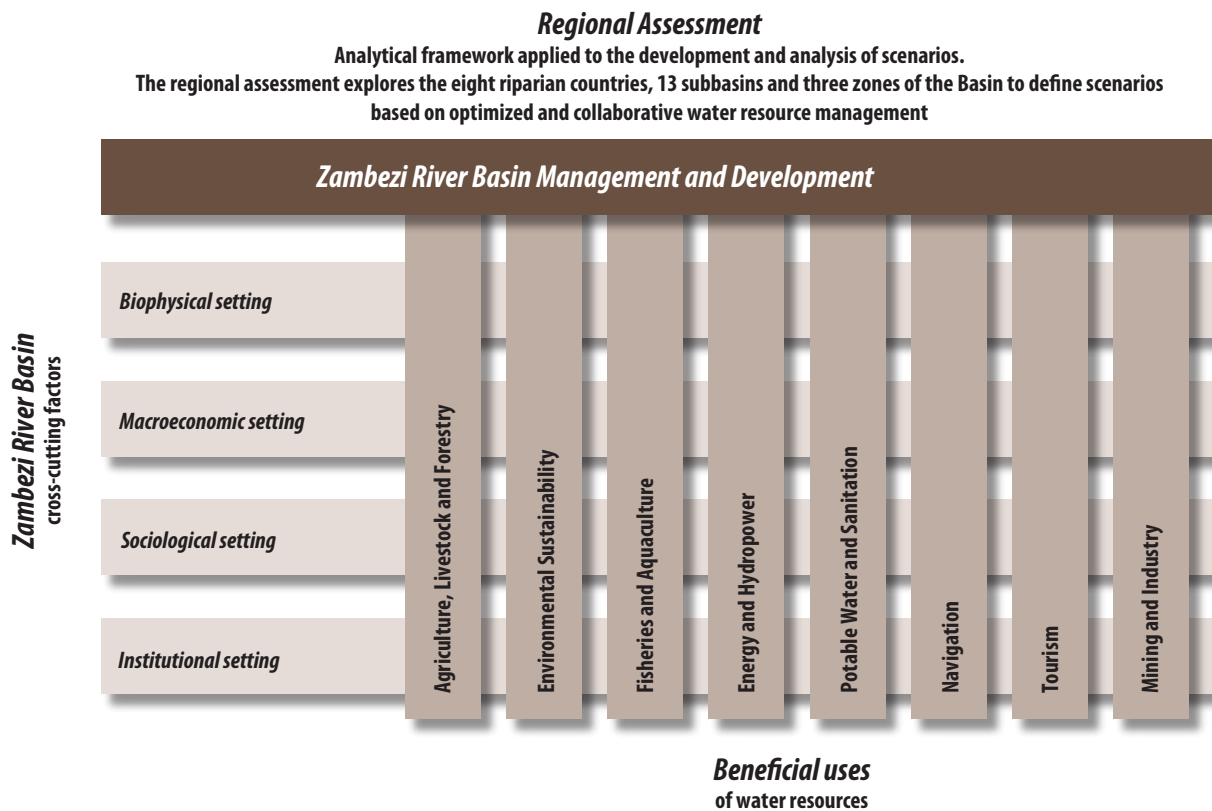 Regional Assessment
Analytical framework applied to the development and analysis of scenarios.
The regional assessment explores the eight riparian countries, 13 subbasins and three zones of the Basin to define scenarios
based on optimized and collaborative water resource management
Zambezi River Basin Management and Development
Zambezi River Basin
cross-cutting factors
Biophysical setting
Macroeconomic setting
Sociological setting
Institutional setting
Agriculture, Livestock and Forestry
Environmental Sustainability
Fisheries and Aquaculture
Energy and Hydropower
Potable Water and Sanitation
Navigation
Tourism
Mining and Industry
Beneficial uses
of water resources